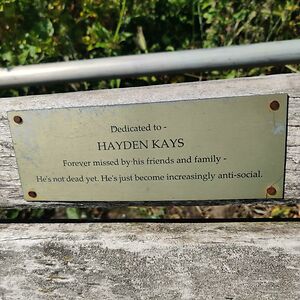 Dedicated to -
HAYDEN KAYS
Forever missed by his friends and family -
He's not dead yet. He's just become increasingly anti-social.